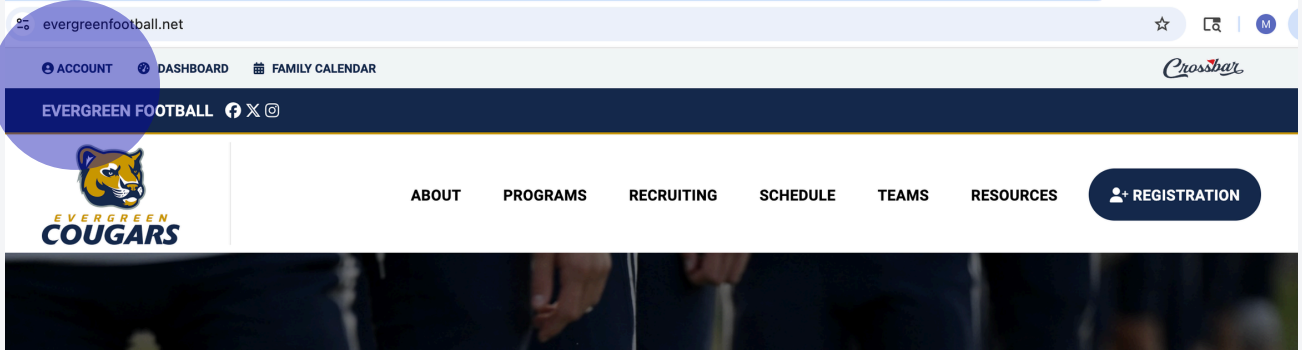 evergreenfootball.net
M
ACCOUNT DASHBOARD FAMILY CALENDAR
Crossbar
EVERGREEN FOOTBALL
ABOUT PROGRAMS RECRUITING SCHEDULE TEAMS RESOURCES REGISTRATION
EVERGREEN
COUGARS